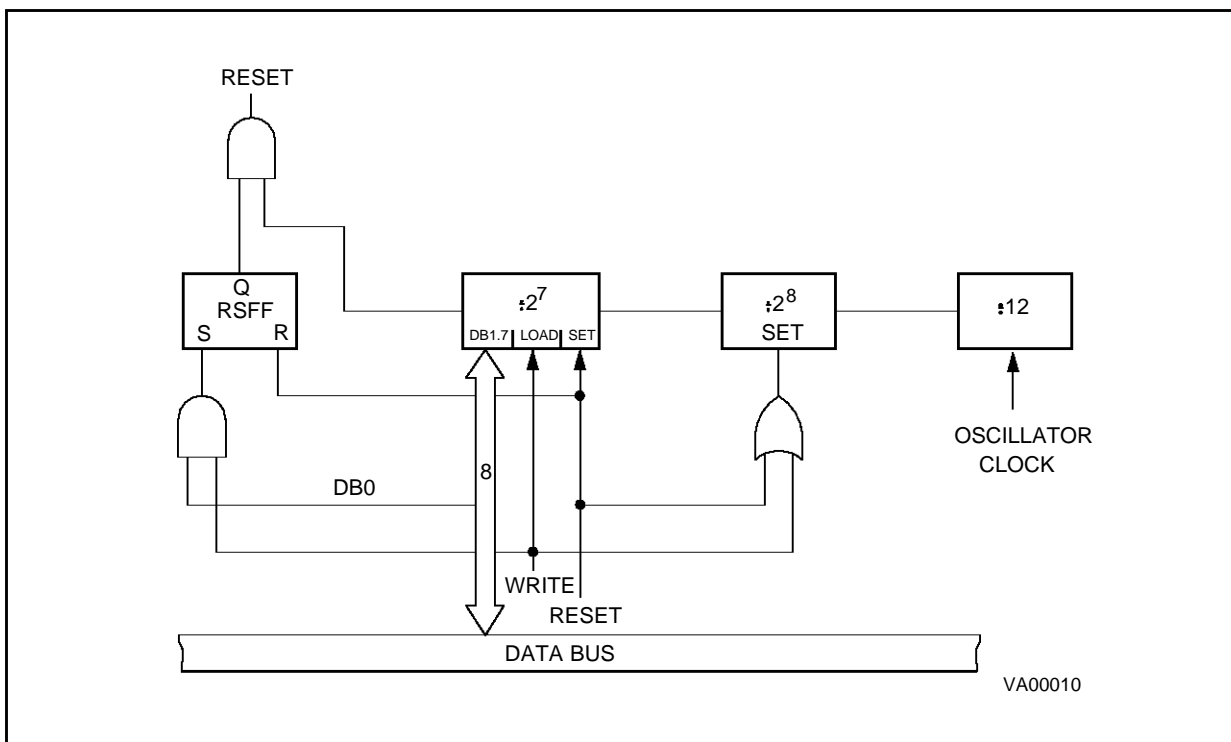 RESET
Q
RSFF
S R
:2⁷
DB1.7 LOAD SET
:2⁸
SET
:12
OSCILLATOR
CLOCK
DB0
8
WRITE
RESET
DATA BUS
VA00010